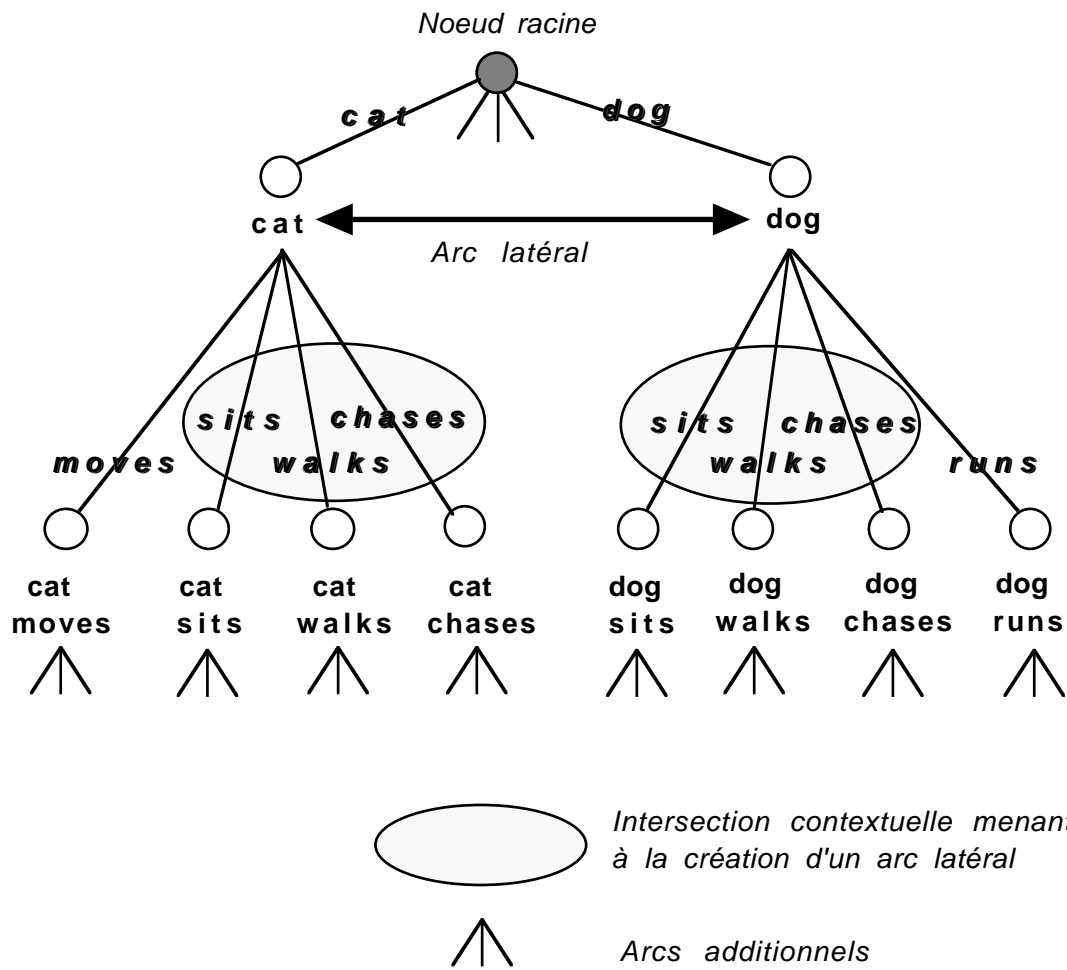 Noeud racine
cat dog
cat dog
Arc latéral
sits chases sits chases
moves walks walks runs
cat cat cat cat dog dog dog dog
moves sits walks chases sits walks chases runs
Intersection contextuelle menant
à la création d'un arc latéral
Arcs additionnels